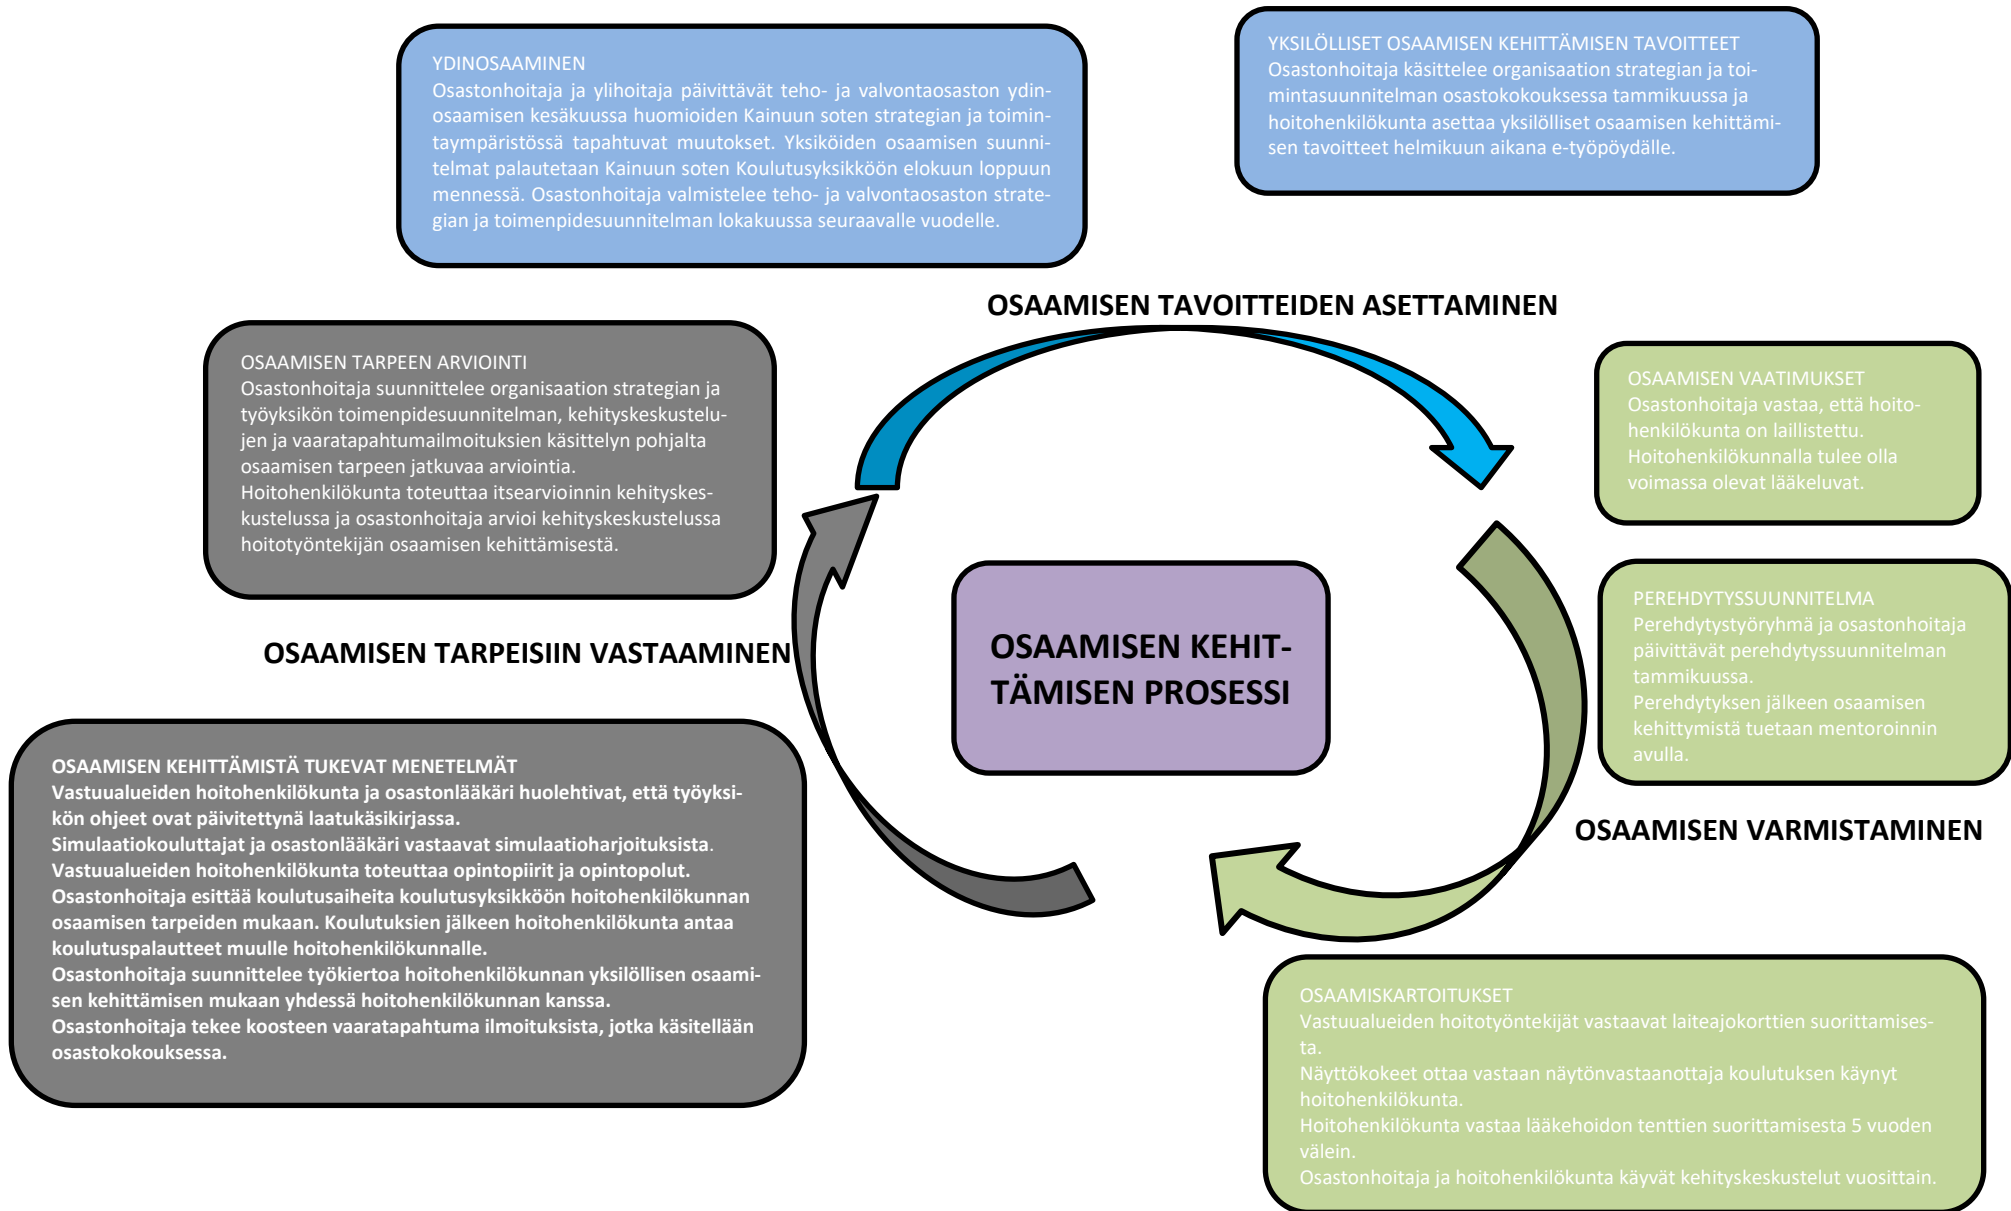 YDINOSAAMINEN
Osastonhoitaja ja ylihoitaja päivittävät teho- ja valvontaosaston ydin-
osaamisen kesäkuussa huomioiden Kainuun soten strategian ja toimin-
taympäristössä tapahtuvat muutokset. Yksiköiden osaamisen suunni-
telmat palautetaan Kainuun soten Koulutusyksikköön elokuun loppuun
mennessä. Osastonhoitaja valmistelee teho- ja valvontaosaston strate-
gian ja toimenpidesuunnitelman lokakuussa seuraavalle vuodelle.
YKSILÖLLISET OSAAMISEN KEHITTÄMISEN TAVOITTEET
Osastonhoitaja käsittelee organisaation strategian ja toi-
mintasuunnitelman osastokokouksessa tammikuussa ja
hoitohenkilökunta asettaa yksilölliset osaamisen kehittämi-
sen tavoitteet helmikuun aikana e-työpöydälle.
OSAAMISEN TAVOITTEIDEN ASETTAMINEN
OSAAMISEN TARPEEN ARVIOINTI
Osastonhoitaja suunnittelee organisaation strategian ja
työyksikön toimenpidesuunnitelman, kehityskeskustelu-
jen ja vaaratapahtumailmoituksien käsittelyn pohjalta
osaamisen tarpeen jatkuvaa arviointia.
Hoitohenkilökunta toteuttaa itsearvioinnin kehityskes-
kustelussa ja osastonhoitaja arvioi kehityskeskustelussa
hoitotyöntekijän osaamisen kehittämisestä.
OSAAMISEN VAATIMUKSET
Osastonhoitaja vastaa, että hoito-
henkilökunta on laillistettu.
Hoitohenkilökunnalla tulee olla
voimassa olevat lääkeluvat.
PEREHDYTYSSUUNNITELMA
Perehdytystyöryhmä ja osastonhoitaja
päivittävät perehdytyssuunnitelman
tammikuussa.
Perehdytyksen jälkeen osaamisen
kehittymistä tuetaan mentoroinnin
avulla.
OSAAMISEN TARPEISIIN VASTAAMINEN
OSAAMISEN KEHIT-
TÄMISEN PROSESSI
OSAAMISEN VARMISTAMINEN
OSAAMISEN KEHITTÄMISTÄ TUKEVAT MENETELMÄT
Vastuualueiden hoitohenkilökunta ja osastonlääkäri huolehtivat, että työyksi-
kön ohjeet ovat päivitettynä laatukäsikirjassa.
Simulaatiokouluttajat ja osastonlääkäri vastaavat simulaatioharjoituksista.
Vastuualueiden hoitohenkilökunta toteuttaa opintopiirit ja opintopolut.
Osastonhoitaja esittää koulutusaiheita koulutusyksikköön hoitohenkilökunnan
osaamisen tarpeiden mukaan. Koulutuksien jälkeen hoitohenkilökunta antaa
koulutuspalautteet muulle hoitohenkilökunnalle.
Osastonhoitaja suunnittelee työkiertoa hoitohenkilökunnan yksilöllisen osaami-
sen kehittämisen mukaan yhdessä hoitohenkilökunnan kanssa.
Osastonhoitaja tekee koosteen vaaratapahtuma ilmoituksista, jotka käsitellään
osastokokouksessa.
OSAAMISKARTOITUKSET
Vastuualueiden hoitotyöntekijät vastaavat laiteajokorttien suorittamises-
ta.
Näyttökokeet ottaa vastaan näytönvastaanottaja koulutuksen käynyt
hoitohenkilökunta.
Hoitohenkilökunta vastaa lääkehoidon tenttien suorittamisesta 5 vuoden
välein.
Osastonhoitaja ja hoitohenkilökunta käyvät kehityskeskustelut vuosittain.